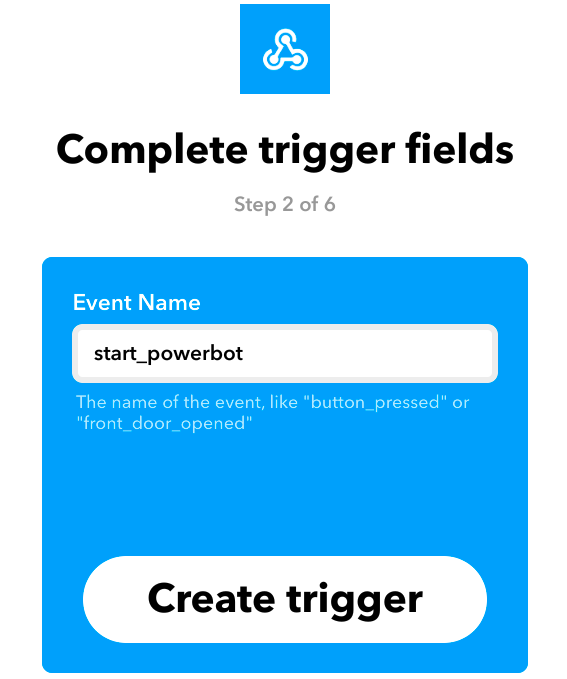 Complete trigger fields
Step 2 of 6
Event Name
start_powerbot
The name of the event, like "button_pressed" or
"front_door_opened"
Create trigger